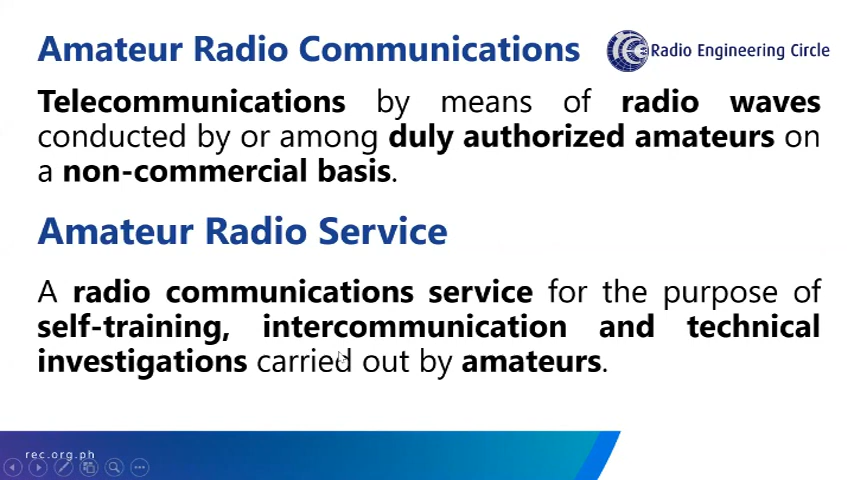 Amateur Radio Communications
Radio Engineering Circle
Telecommunications by means of radio waves
conducted by or among duly authorized amateurs on
a non-commercial basis.
Amateur Radio Service
A radio communications service for the purpose of
self-training, intercommunication and technical
investigations carried out by amateurs.
rec.org.ph